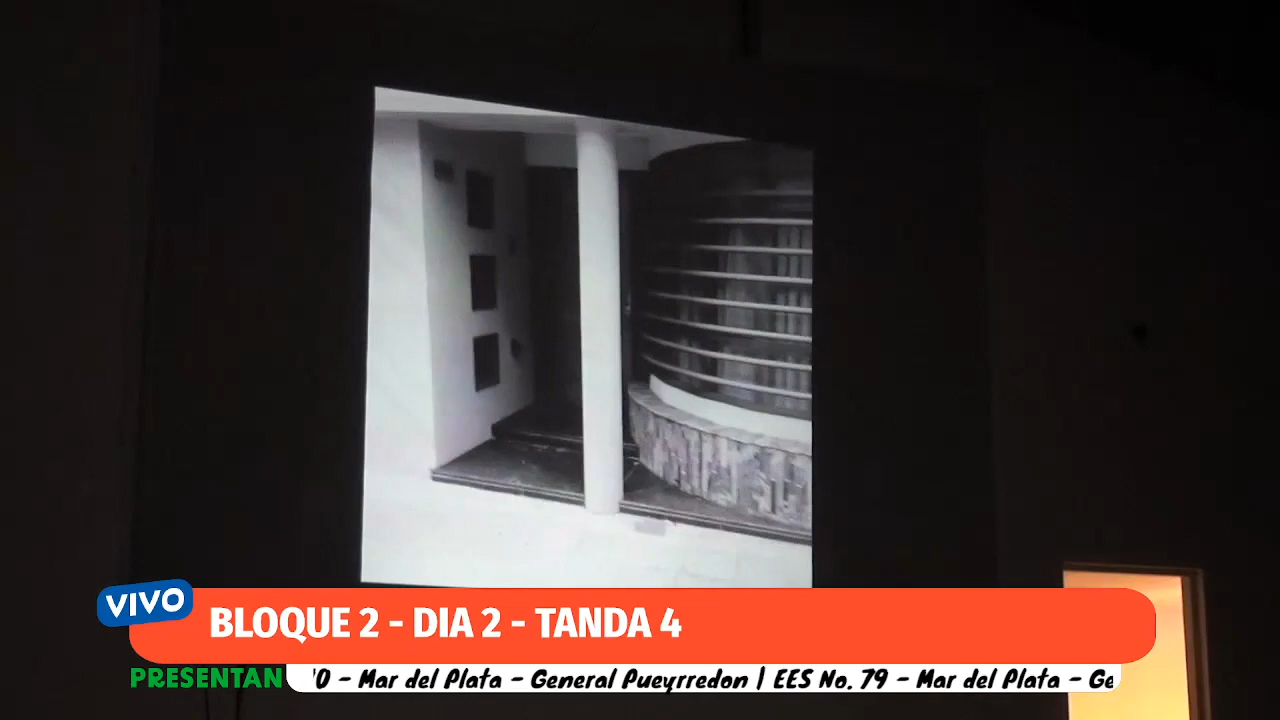 VIVO
BLOQUE 2 - DIA 2 - TANDA 4
PRESENTAN
O - Mar del Plata - General Pueyrredon | EES No. 79 - Mar del Plata - Ge